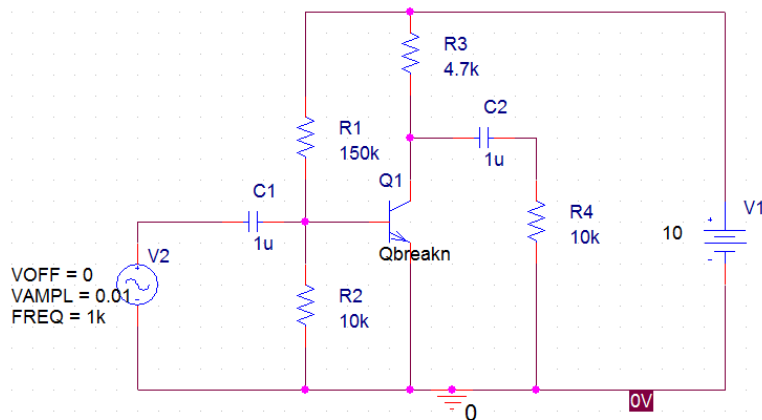 R3
4.7k
C2
1u
R1
150k
Q1
C1
1u
Qbreakn
R4
10k
V1
10
V2
VOFF = 0
VAMPL = 0.01
FREQ = 1k
R2
10k
0
0V